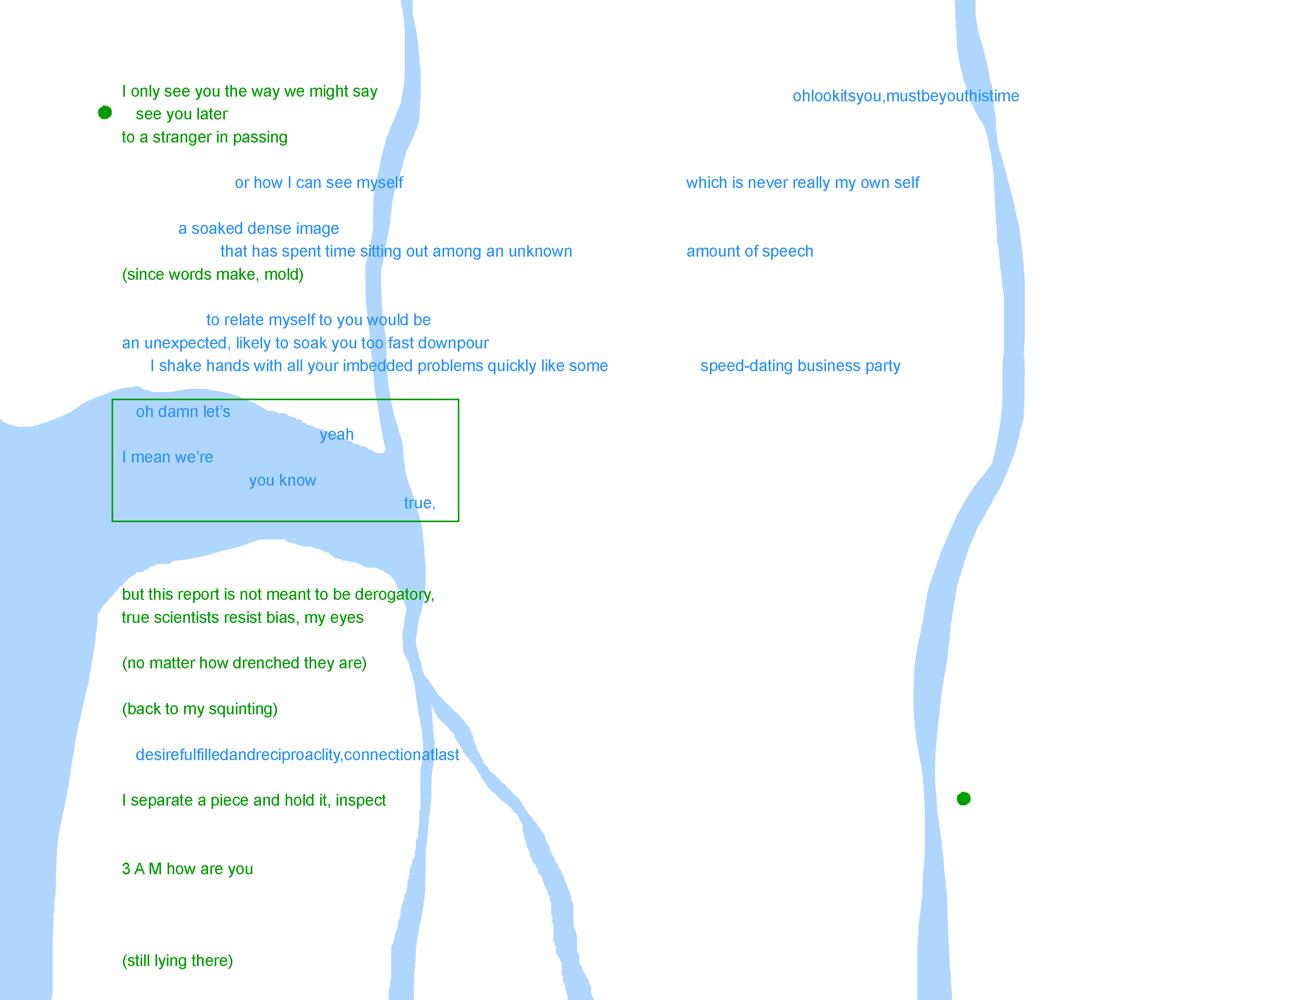 I only see you the way we might say
ohlookitsyou,mustbeyouthistime
see you later
to a stranger in passing
or how I can see myself which is never really my own self
a soaked dense image
that has spent time sitting out among an unknown amount of speech
(since words make, mold)
to relate myself to you would be
an unexpected, likely to soak you too fast downpour
I shake hands with all your imbedded problems quickly like some speed-dating business party
oh damn let’s
yeah
I mean we’re
you know
true,
but this report is not meant to be derogatory,
true scientists resist bias, my eyes
(no matter how drenched they are)
(back to my squinting)
desirefulfilledandreciproaclity,connectionatlast
I separate a piece and hold it, inspect
3 A M how are you
(still lying there)